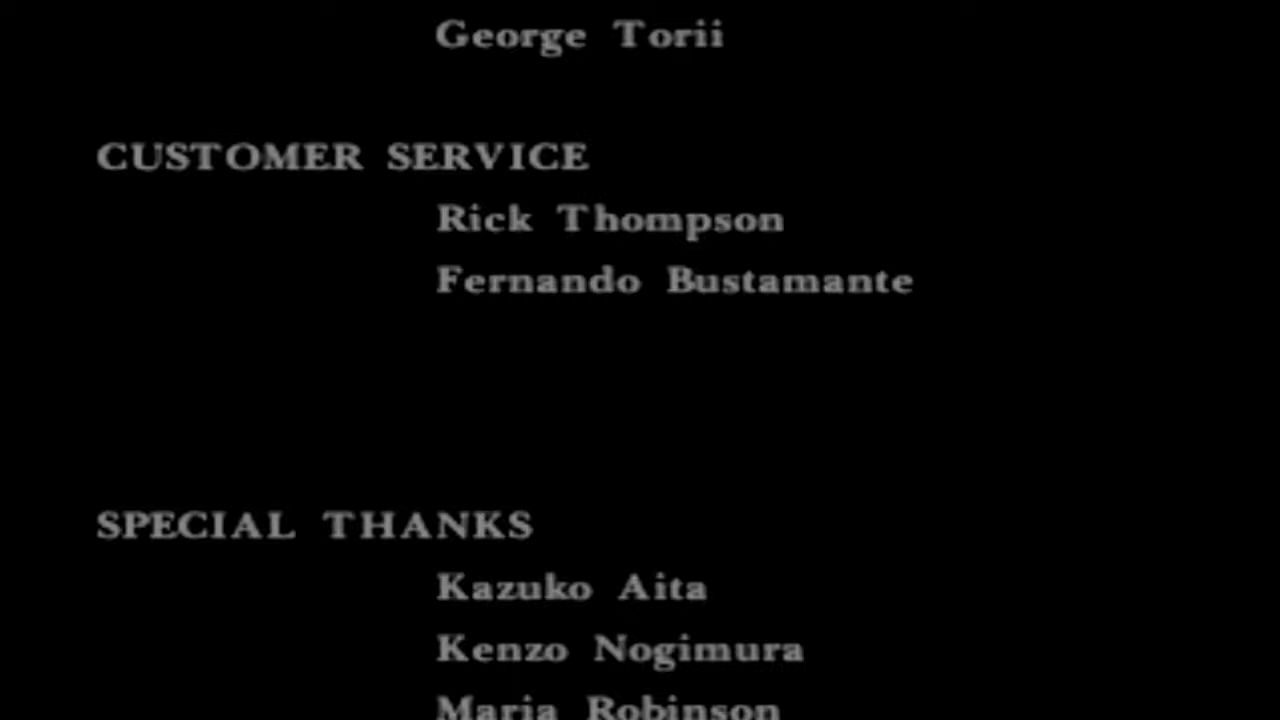 George Torii
CUSTOMER SERVICE
Rick Thompson
Fernando Bustamante
SPECIAL THANKS
Kazuko Aita
Kenzo Nogimura
Maria Robinson